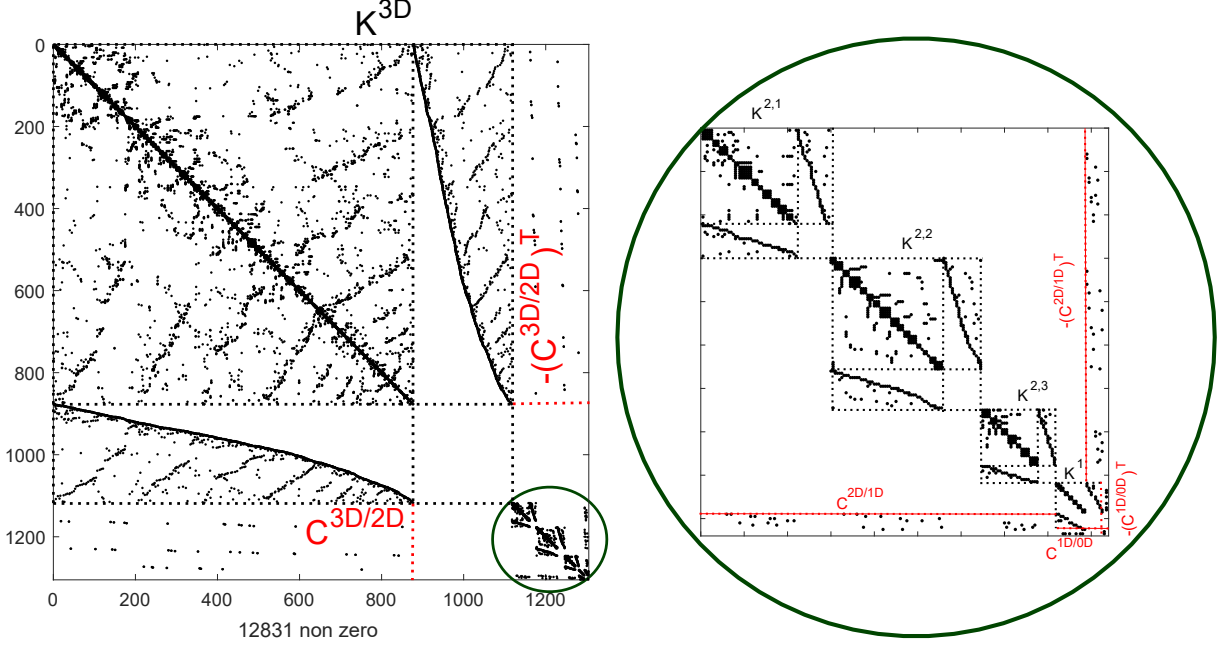 K^3D
0
200
400
600
800
1000
1200
0
200
400
600
800
1000
1200
12831 non zero
-(C^3D/2D)^T
C^3D/2D
K^2,1
K^2,2
K^2,3
K^1
-(C^2D/1D)^T
C^2D/1D
-(C^1D/0D)^T
C^1D/0D